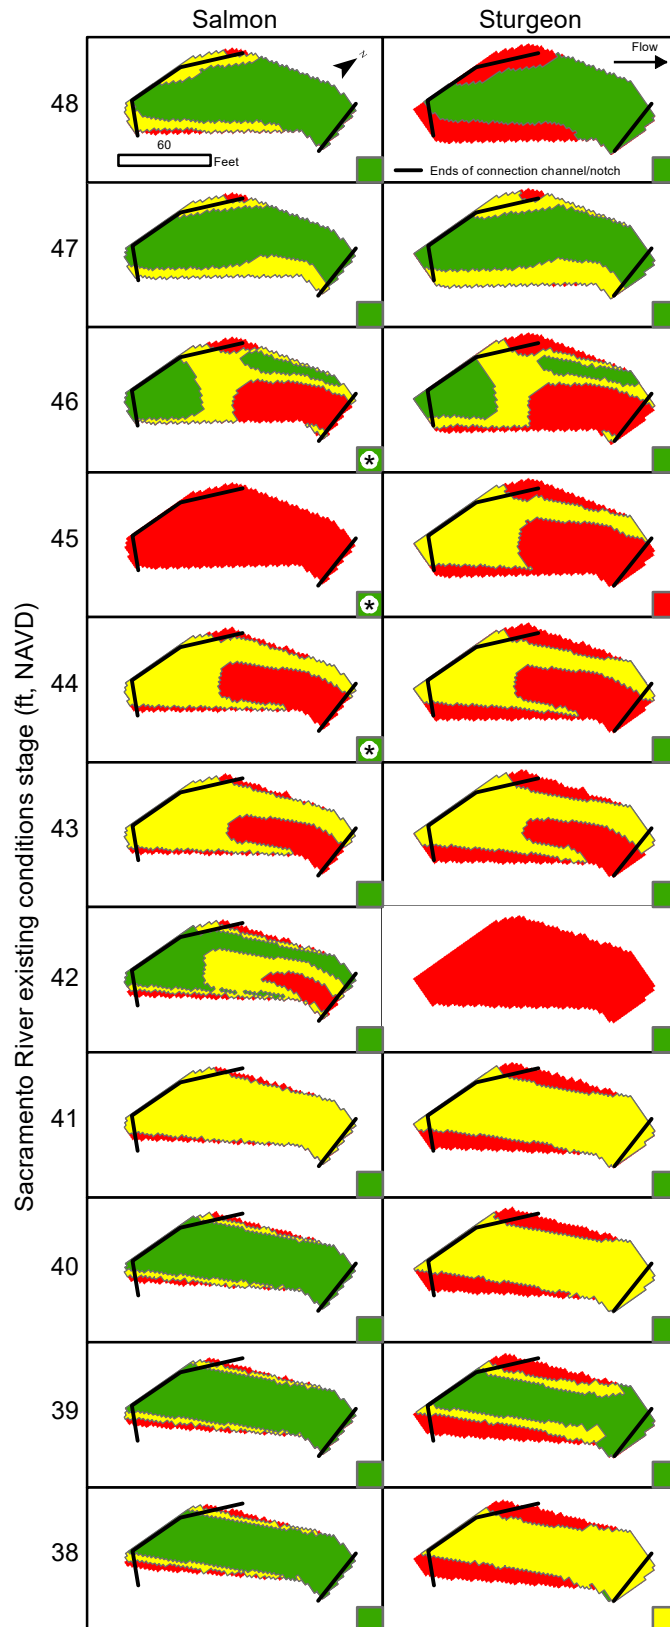 Salmon Sturgeon
48
N
60
Feet
Flow
Ends of connection channel/notch
47
46
*
45
*
44
*
43
42
41
40
39
38
Sacramento River existing conditions stage (ft, NAVD)